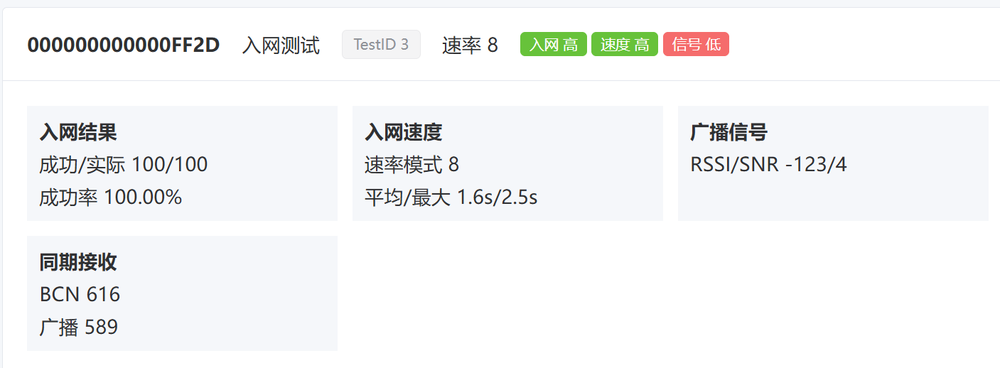 000000000000FF2D 入网测试 TestID 3 速率 8 入网 高 速度 高 信号 低
入网结果
成功/实际 100/100
成功率 100.00%
入网速度
速率模式 8
平均/最大 1.6s/2.5s
广播信号
RSSI/SNR -123/4
同期接收
BCN 616
广播 589